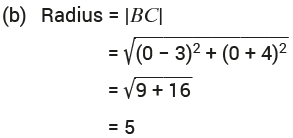 (b) Radius = |BC|
= √(0 − 3)² + (0 + 4)²
= √9 + 16
= 5